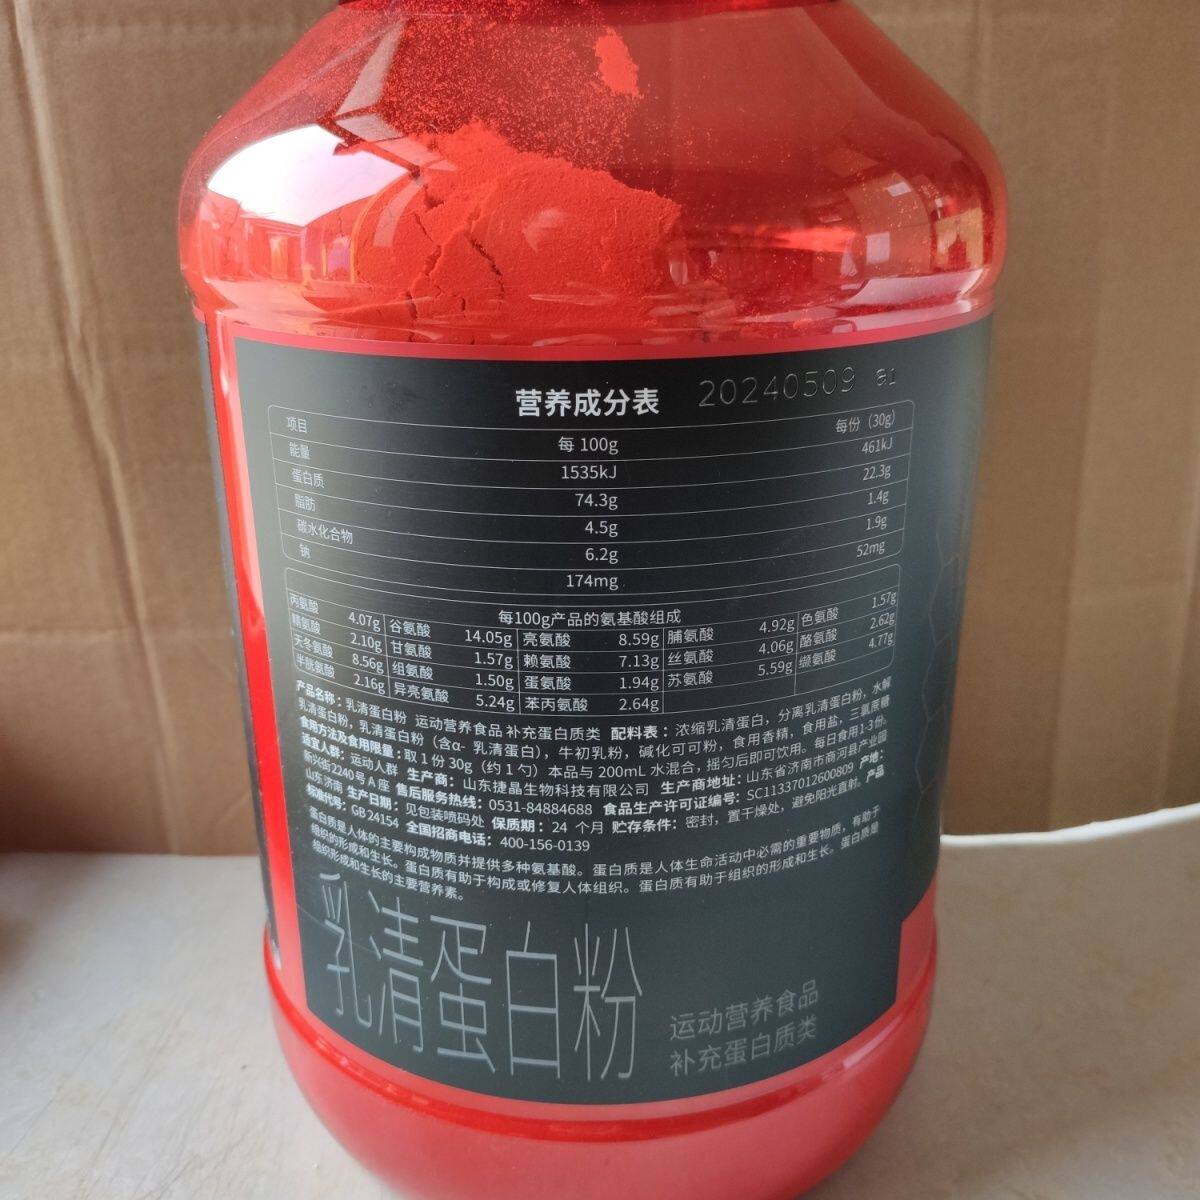 营养成分表 20240509 a1
项目 每 100g 每份（30g）
能量 1535kJ 461kJ
蛋白质 74.3g 22.3g
脂肪 4.5g 1.4g
碳水化合物 6.2g 1.9g
钠 174mg 52mg
每100g产品的氨基酸组成
丙氨酸 4.07g 谷氨酸 14.05g 亮氨酸 8.59g 脯氨酸 4.92g 色氨酸 1.57g
精氨酸 2.10g 甘氨酸 1.57g 赖氨酸 7.13g 丝氨酸 4.06g 酪氨酸 2.62g
天冬氨酸 8.56g 组氨酸 1.50g 蛋氨酸 1.94g 苏氨酸 5.59g 缬氨酸 4.77g
半胱氨酸 2.16g 异亮氨酸 5.24g 苯丙氨酸 2.64g
产品名称：乳清蛋白粉 运动营养食品 补充蛋白质类 配料表：浓缩乳清蛋白，分离乳清蛋白粉，水解
乳清蛋白粉，乳清蛋白粉（含α- 乳清蛋白），牛初乳粉，碱化可可粉，食用香精，食用盐，三氯蔗糖
食用方法及食用限量：取 1 份 30g（约 1 勺）本品与 200mL 水混合，摇匀后即可饮用。每日食用1-3份。
适宜人群：运动人群 生产商：山东捷晶生物科技有限公司 生产商地址：山东省济南市商河县产业园
新兴街2240号 A 座 售后服务热线：0531-84884688 食品生产许可证编号：SC11337012600809 产地：
山东济南 生产日期：见包装喷码处 保质期：24 个月 贮存条件：密封，置干燥处，避免阳光直射。产品
标准代号：GB 24154 全国招商电话：400-156-0139
蛋白质是人体的主要构成物质并提供多种氨基酸。蛋白质是人体生命活动中必需的重要物质，有助于
组织的形成和生长。蛋白质有助于构成或修复人体组织。蛋白质有助于组织的形成和生长。蛋白质是
组织形成和生长的主要营养素。
乳清蛋白粉
运动营养食品
补充蛋白质类